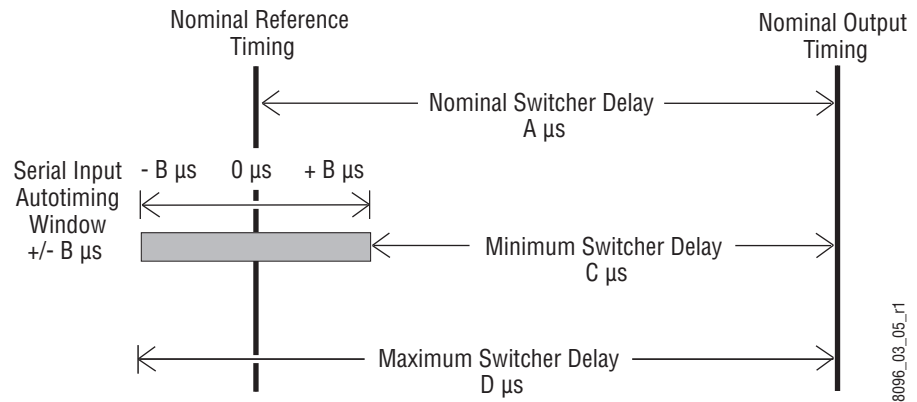 Nominal Reference
Timing
Nominal Output
Timing
Nominal Switcher Delay
A µs
Serial Input
Autotiming
Window
+/- B µs
- B µs
0 µs
+ B µs
Minimum Switcher Delay
C µs
Maximum Switcher Delay
D µs
8096_03_05_r1